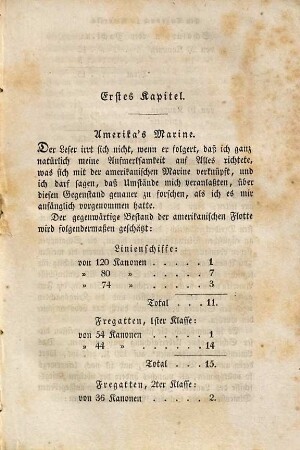 Erstes Kapitel.
Amerika's Marine.
Der Leser irrt sich nicht, wenn er folgert, daß ich ganz
natürlich meine Aufmerksamkeit auf Alles richtete,
was sich mit der amerikanischen Marine verknüpft, und
ich darf sagen, daß Umstände mich veranlaßten, über
diesen Gegenstand genauer zu forschen, als ich es mir
anfänglich vorgenommen hatte.
Der gegenwärtige Bestand der amerikanischen Flotte
wird folgendermaßen geschätzt:
Linienschiffe:
von 120 Kanonen . . . 1
» 80 » . . . 7
» 74 » . . . 3
Total . . . 11.
Fregatten, 1ster Klasse:
von 54 Kanonen . . . 1
» 44 » . . . 14
Total . . . 15.
Fregatten, 2ter Klasse:
von 36 Kanonen . . . 2.